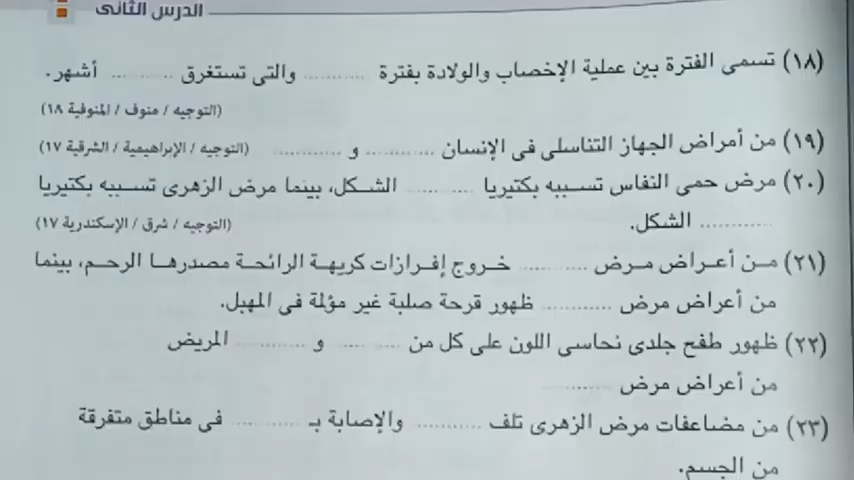 الدرس الثانى
(١٨) تسمى الفترة بين عملية الإخصاب والولادة بفترة ............ والتى تستغرق ............ أشهر.
(التوجيه / منوف / المنوفية ١٨)
(١٩) من أمراض الجهاز التناسلى فى الإنسان ............ و ............ (التوجيه / الإبراهيمية / الشرقية ١٧)
(٢٠) مرض حمى النفاس تسببه بكتيريا ............ الشكل، بينما مرض الزهرى تسببه بكتيريا
............ الشكل. (التوجيه / شرق / الإسكندرية ١٧)
(٢١) من أعراض مرض ............ خروج إفرازات كريهة الرائحة مصدرها الرحم، بينما
من أعراض مرض ............ ظهور قرحة صلبة غير مؤلمة فى المهبل.
(٢٢) ظهور طفح جلدى نحاسى اللون على كل من ............ و ............ المريض
من أعراض مرض ............
(٢٣) من مضاعفات مرض الزهرى تلف ............ والإصابة بـ ............ فى مناطق متفرقة
من الجسم.